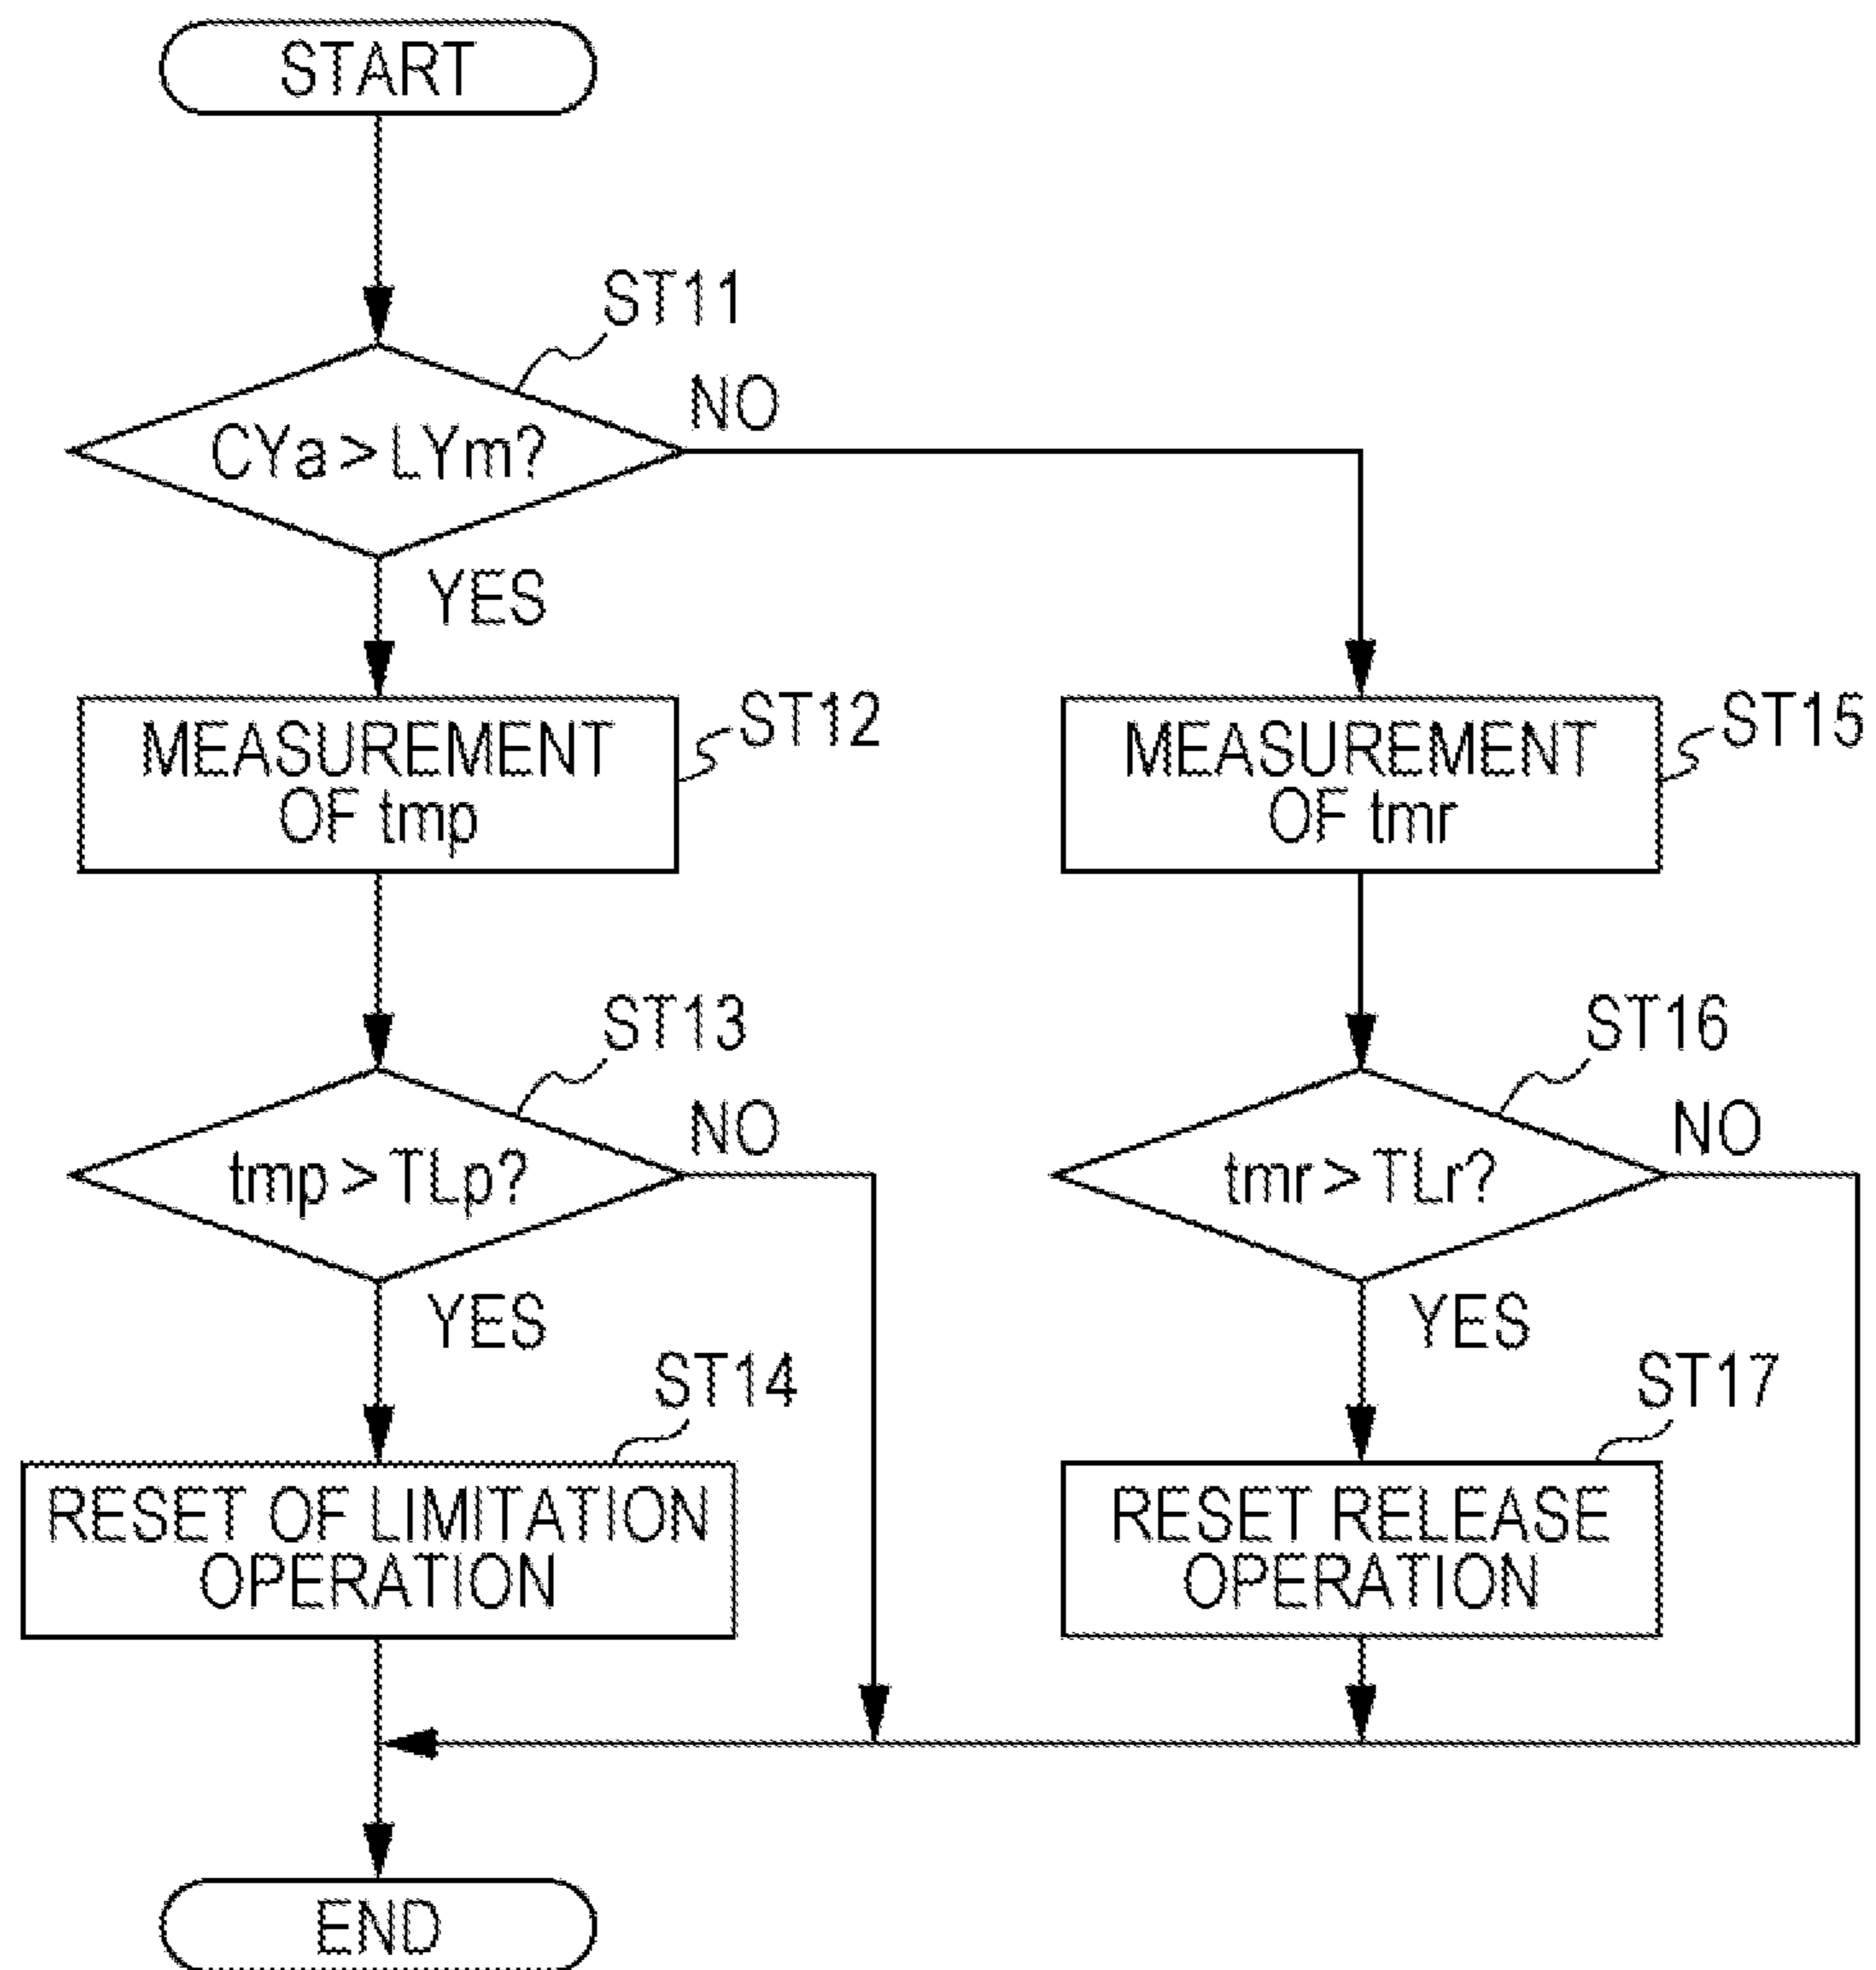 START
ST11
CYa > LYm?
NO
YES
MEASUREMENT
OF tmp
ST12
MEASUREMENT
OF tmr
ST15
ST13
tmp > TLp?
NO
YES
ST16
tmr > TLr?
NO
YES
ST14
RESET OF LIMITATION
OPERATION
ST17
RESET RELEASE
OPERATION
END